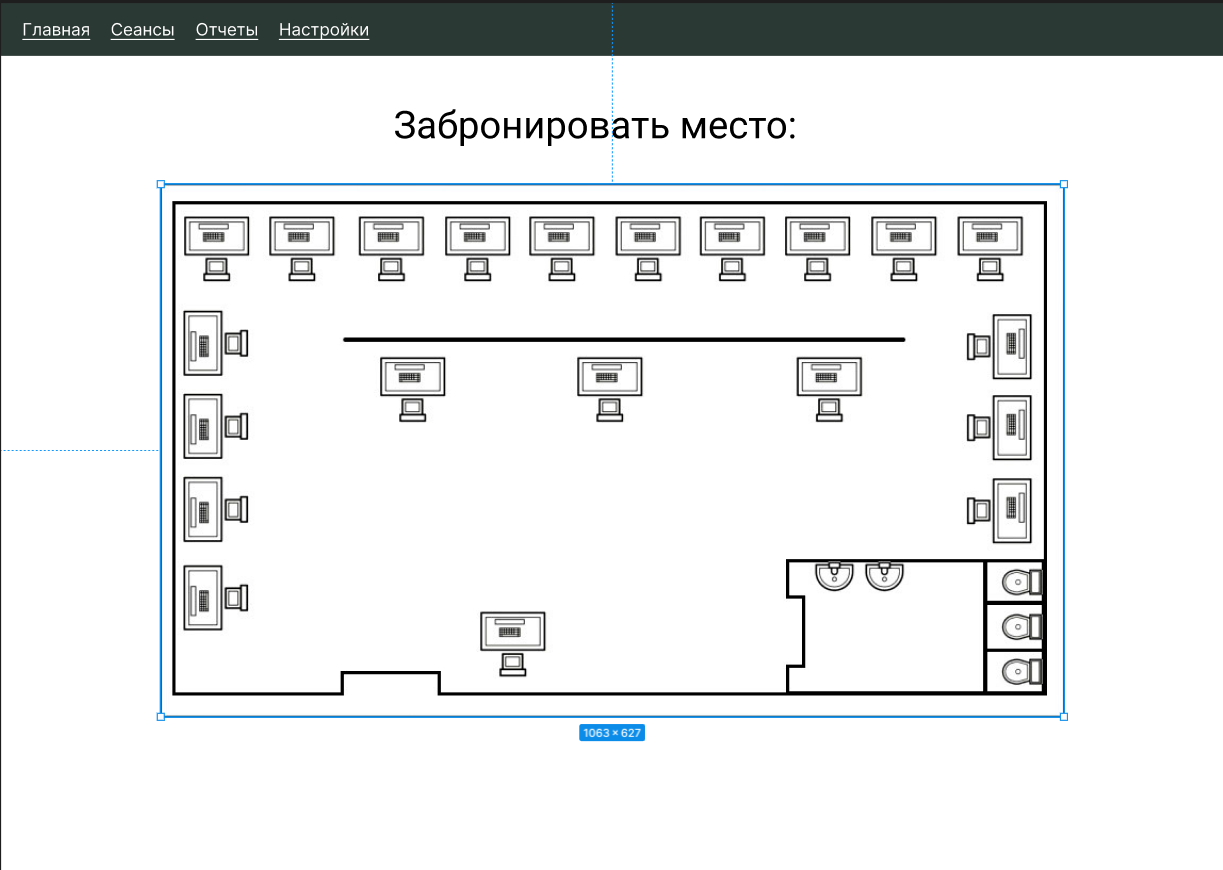 Главная Сеансы Отчеты Настройки
Забронировать место:
1063 × 627